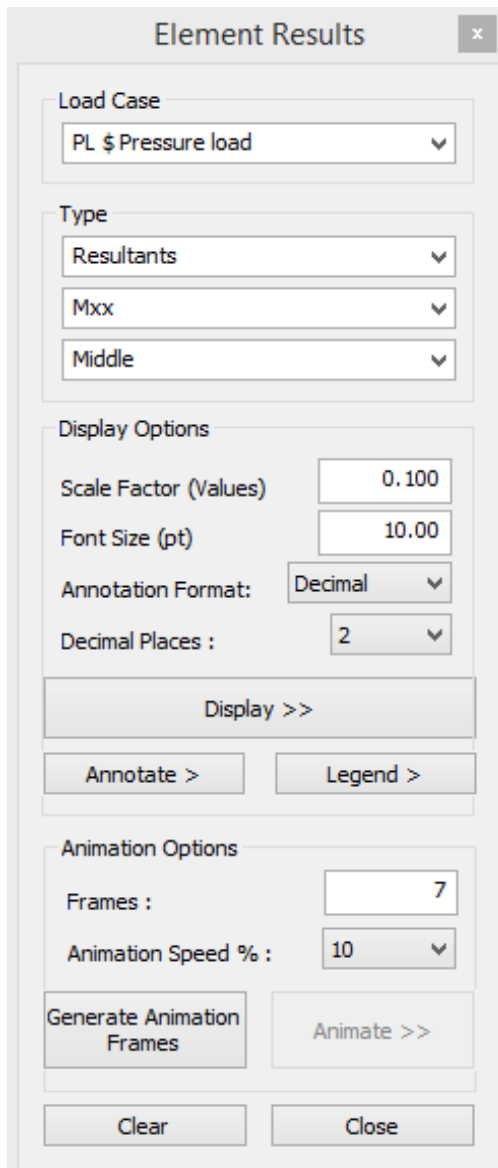 Element Results
x
Load Case
PL $ Pressure load
Type
Resultants
Mxx
Middle
Display Options
Scale Factor (Values) 0.100
Font Size (pt) 10.00
Annotation Format: Decimal
Decimal Places : 2
Display >>
Annotate > Legend >
Animation Options
Frames : 7
Animation Speed % : 10
Generate Animation
Frames
Animate >>
Clear Close